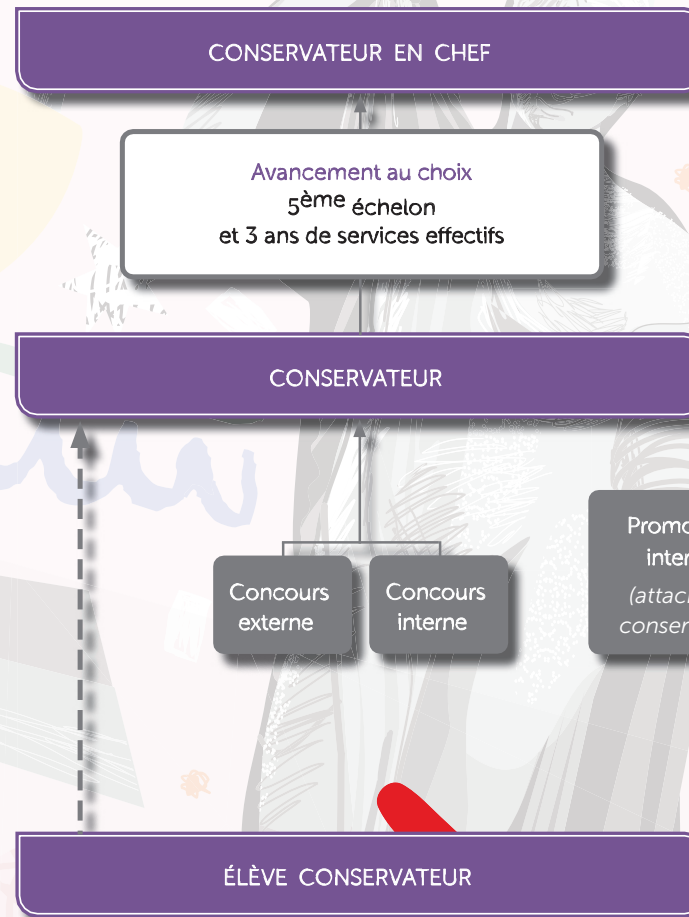 CONSERVATEUR EN CHEF
Avancement au choix
5ème échelon
et 3 ans de services effectifs
CONSERVATEUR
Concours
externe
Concours
interne
ÉLÈVE CONSERVATEUR